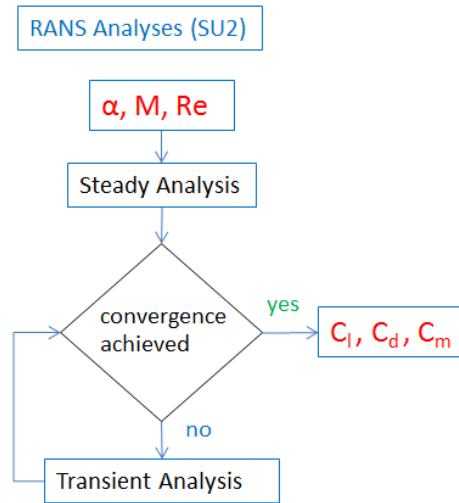 RANS Analyses (SU2)
α, M, Re
Steady Analysis
convergence
achieved
yes
Cl, Cd, Cm
no
Transient Analysis